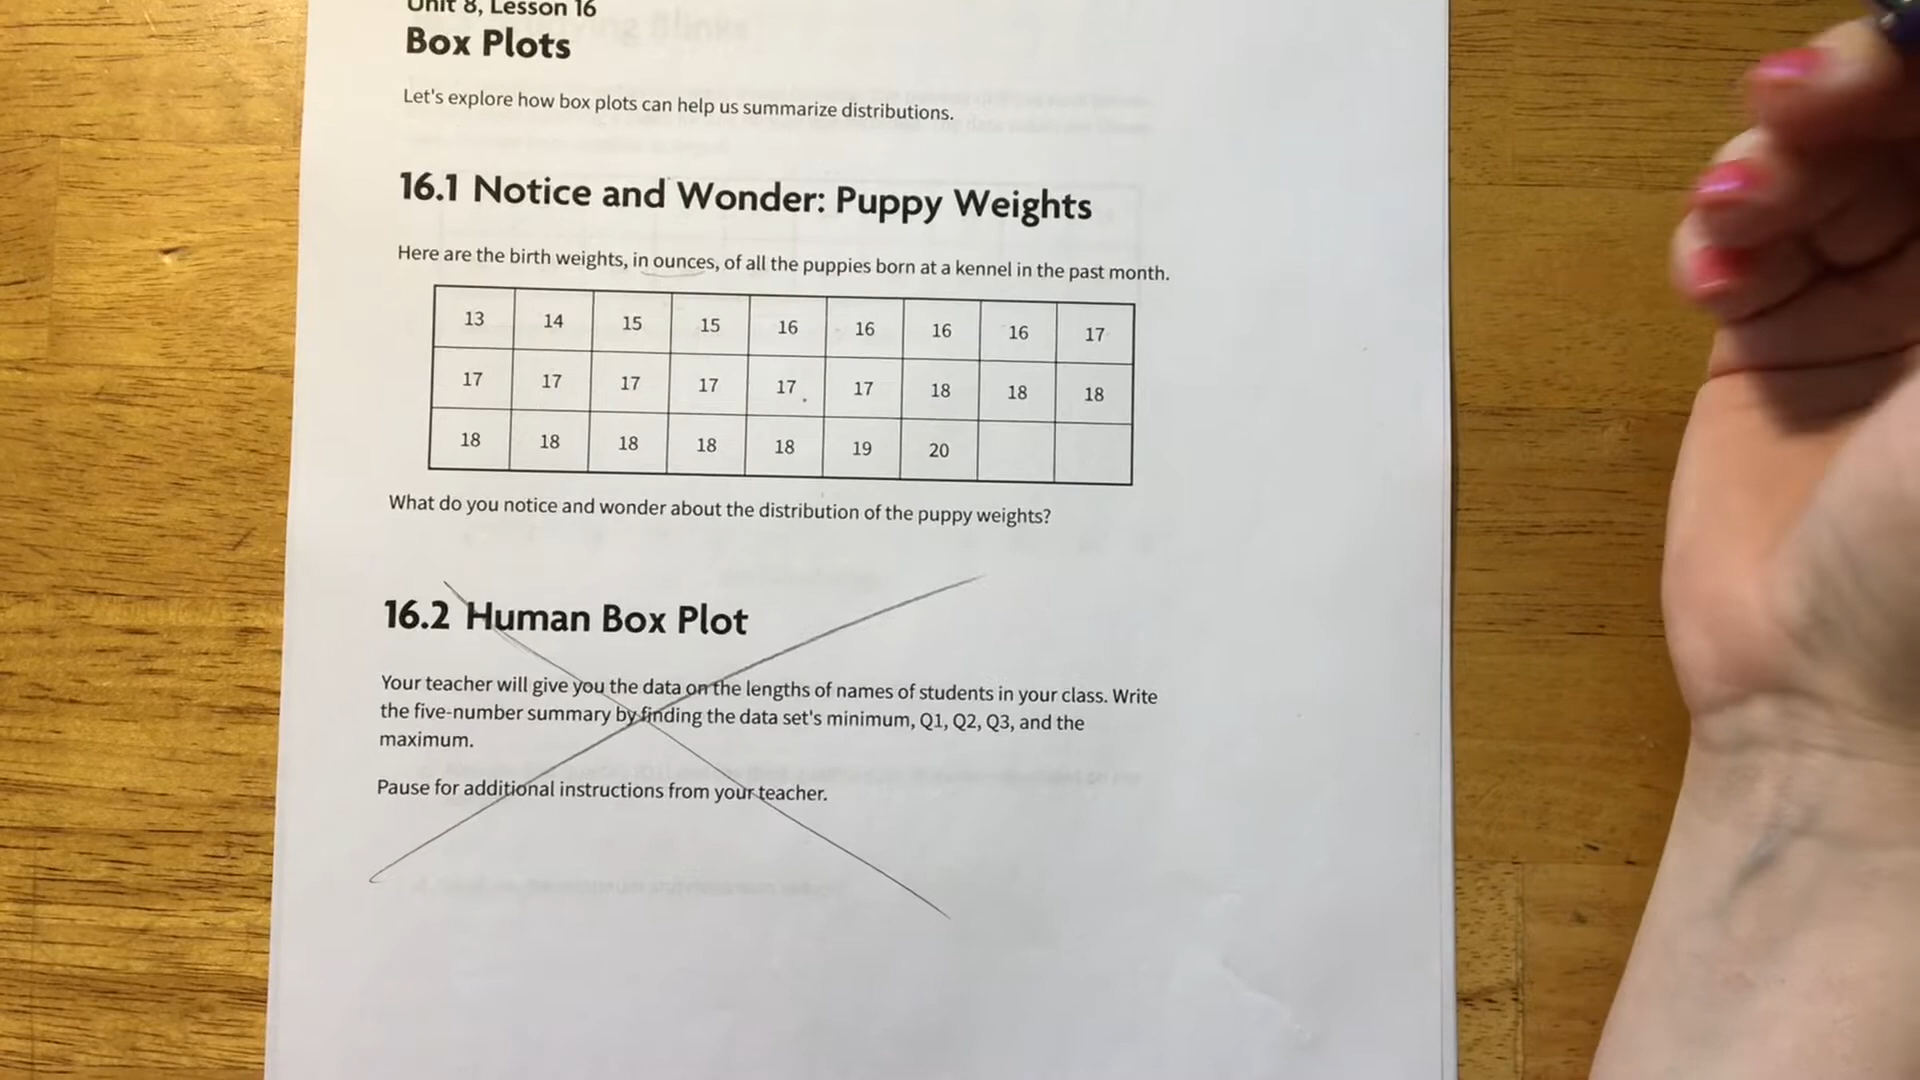 Unit 8, Lesson 16
Box Plots
Let's explore how box plots can help us summarize distributions.
16.1 Notice and Wonder: Puppy Weights
Here are the birth weights, in ounces, of all the puppies born at a kennel in the past month.
13 14 15 15 16 16 16 16 17
17 17 17 17 17 17 18 18 18
18 18 18 18 18 19 20
What do you notice and wonder about the distribution of the puppy weights?
16.2 Human Box Plot
Your teacher will give you the data on the lengths of names of students in your class. Write
the five-number summary by finding the data set's minimum, Q1, Q2, Q3, and the
maximum.
Pause for additional instructions from your teacher.